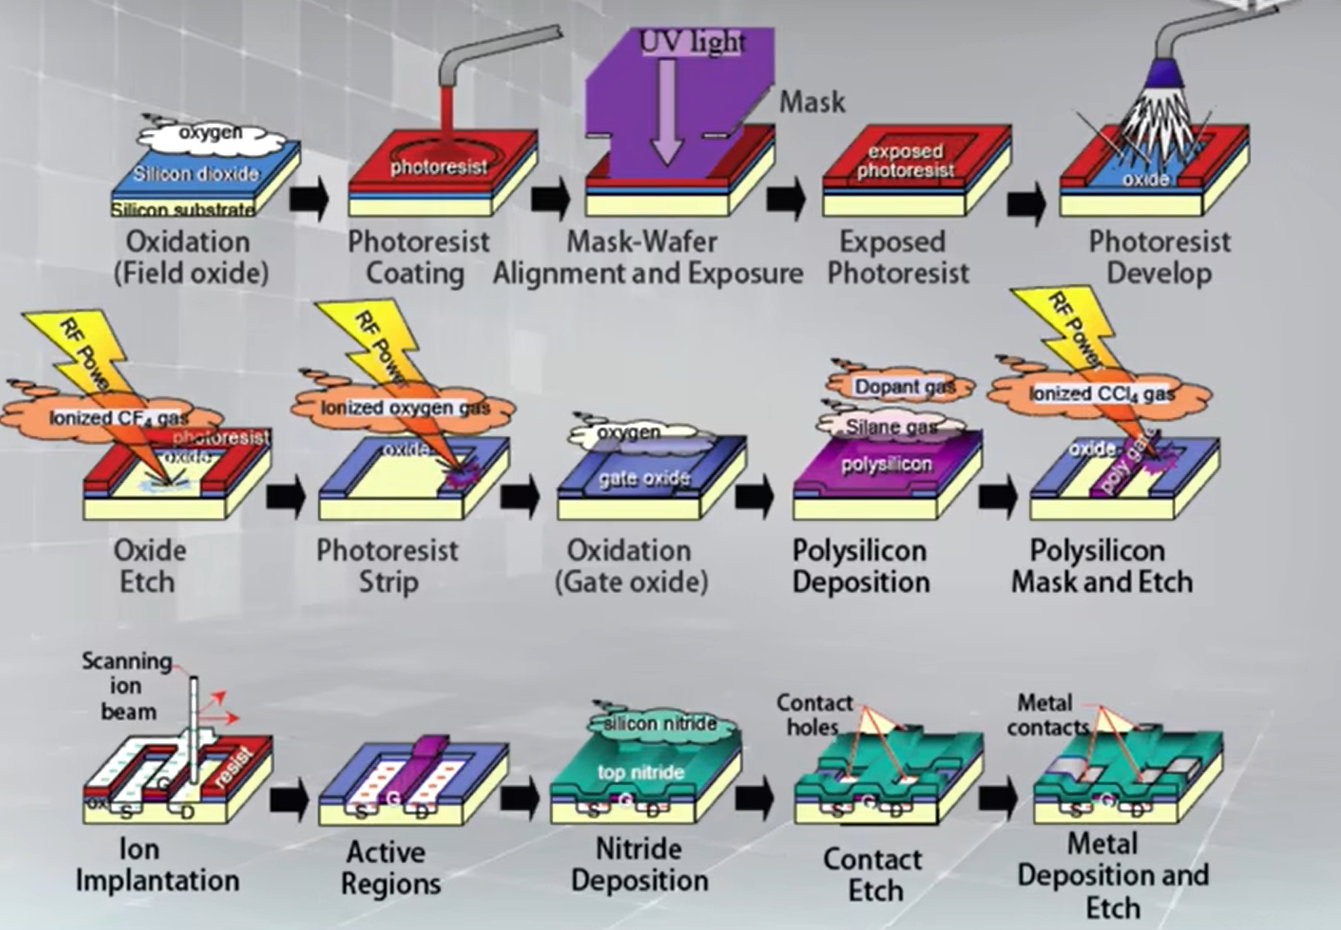 UV light
Mask
oxygen
Silicon dioxide
Silicon substrate
photoresist
exposed
photoresist
oxide
Oxidation
(Field oxide)
Photoresist
Coating
Mask-Wafer
Alignment and Exposure
Exposed
Photoresist
Photoresist
Develop
RF Power
Ionized CF4 gas
photoresist
oxide
RF Power
Ionized oxygen gas
oxide
oxygen
gate oxide
Dopant gas
Silane gas
polysilicon
RF Power
Ionized CCl4 gas
oxide
poly gate
Oxide
Etch
Photoresist
Strip
Oxidation
(Gate oxide)
Polysilicon
Deposition
Polysilicon
Mask and Etch
Scanning
ion
beam
resist
ox
G
S
D
G
S
D
silicon nitride
top nitride
G
S
D
Contact
holes
G
S
D
Metal
contacts
G
S
D
Ion
Implantation
Active
Regions
Nitride
Deposition
Contact
Etch
Metal
Deposition and
Etch